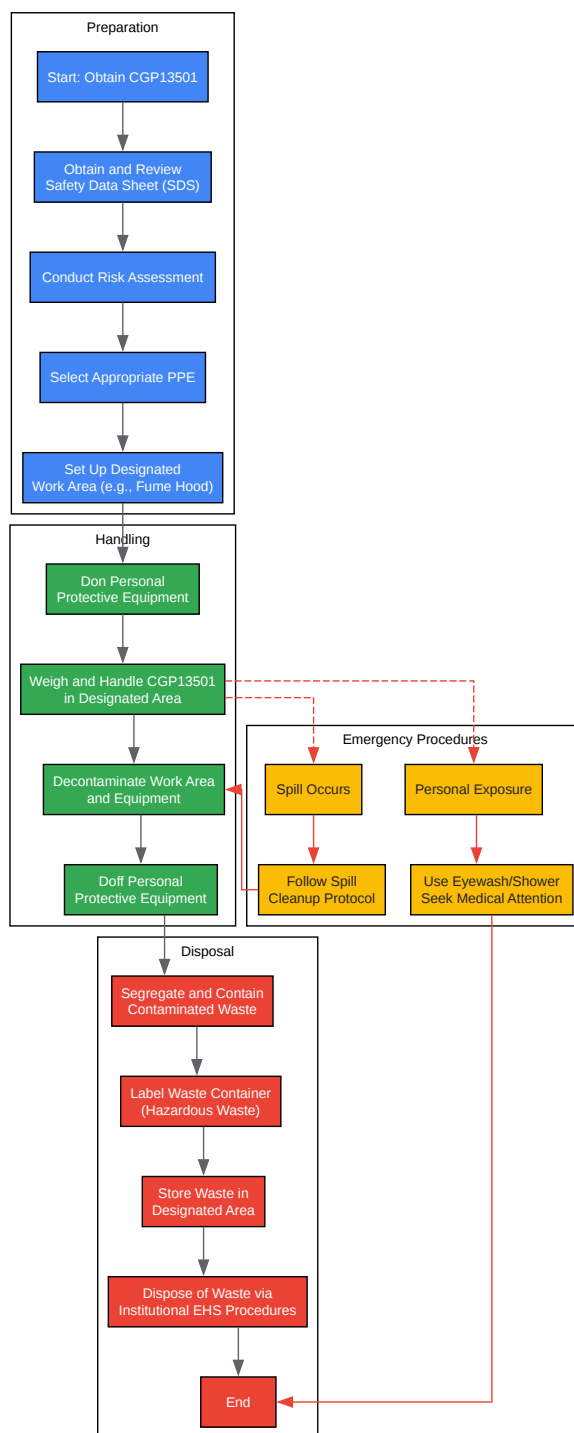 Preparation
Start: Obtain CGP13501
Obtain and Review
Safety Data Sheet (SDS)
Conduct Risk Assessment
Select Appropriate PPE
Set Up Designated
Work Area (e.g., Fume Hood)
Handling
Don Personal
Protective Equipment
Weigh and Handle CGP13501
in Designated Area
Decontaminate Work Area
and Equipment
Doff Personal
Protective Equipment
Emergency Procedures
Spill Occurs
Personal Exposure
Follow Spill
Cleanup Protocol
Use Eyewash/Shower
Seek Medical Attention
Disposal
Segregate and Contain
Contaminated Waste
Label Waste Container
(Hazardous Waste)
Store Waste in
Designated Area
Dispose of Waste via
Institutional EHS Procedures
End